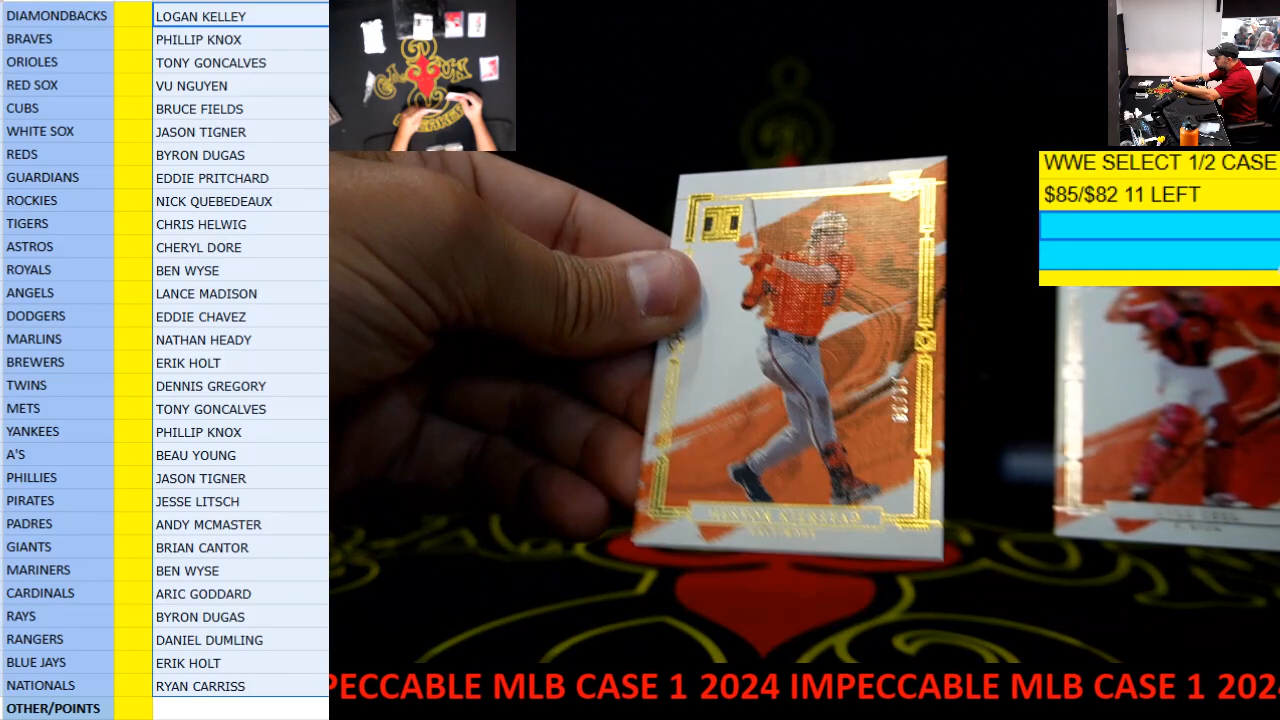 DIAMONDBACKS LOGAN KELLEY
BRAVES PHILLIP KNOX
ORIOLES TONY GONCALVES
RED SOX VU NGUYEN
CUBS BRUCE FIELDS
WHITE SOX JASON TIGNER
REDS BYRON DUGAS
GUARDIANS EDDIE PRITCHARD
ROCKIES NICK QUEBEDEAUX
TIGERS CHRIS HELWIG
ASTROS CHERYL DORE
ROYALS BEN WYSE
ANGELS LANCE MADISON
DODGERS EDDIE CHAVEZ
MARLINS NATHAN HEADY
BREWERS ERIK HOLT
TWINS DENNIS GREGORY
METS TONY GONCALVES
YANKEES PHILLIP KNOX
A'S BEAU YOUNG
PHILLIES JASON TIGNER
PIRATES JESSE LITSCH
PADRES ANDY MCMASTER
GIANTS BRIAN CANTOR
MARINERS BEN WYSE
CARDINALS ARIC GODDARD
RAYS BYRON DUGAS
RANGERS DANIEL DUMLING
BLUE JAYS ERIK HOLT
NATIONALS RYAN CARRISS
OTHER/POINTS
WWE SELECT 1/2 CASE
$85/$82 11 LEFT
PECCABLE MLB CASE 1 2024 IMPECCABLE MLB CASE 1 202